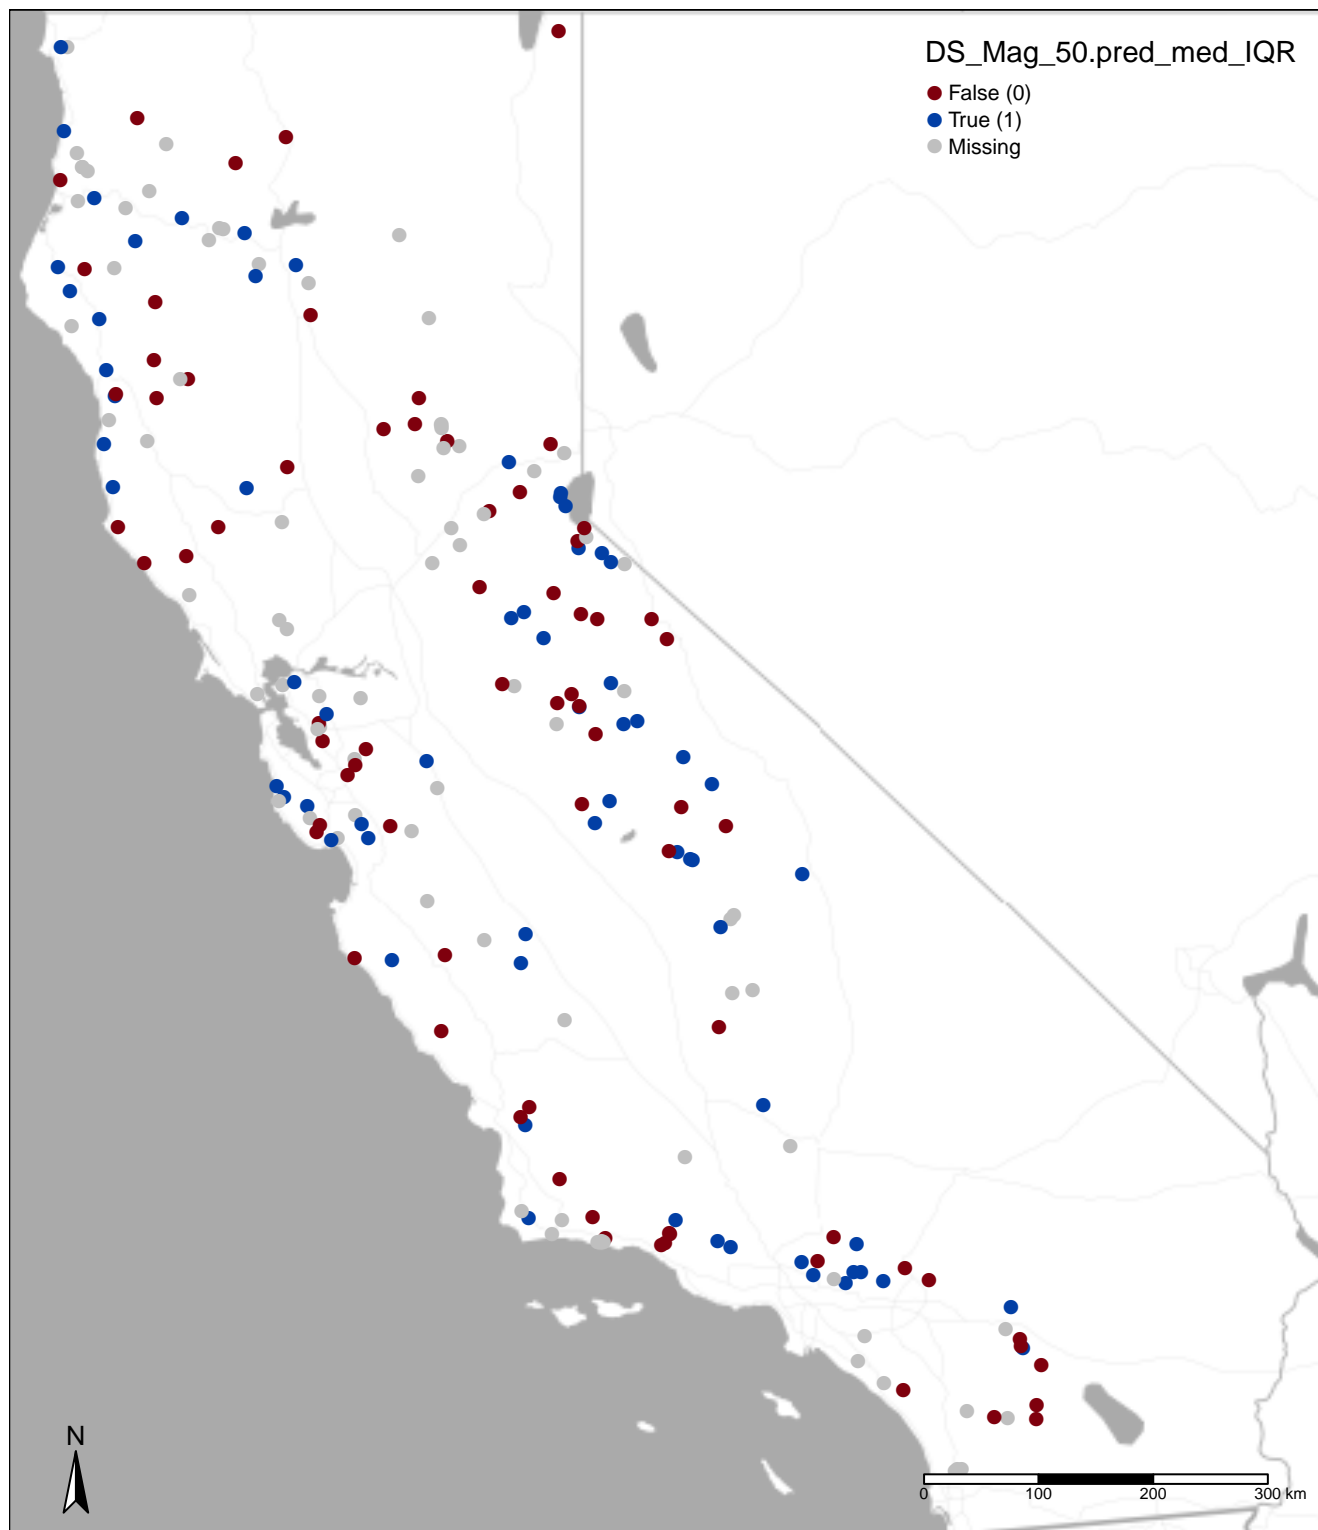 DS_Mag_50.pred_med_IQR
False (0)
True (1)
Missing
N
0 100 200 300 km